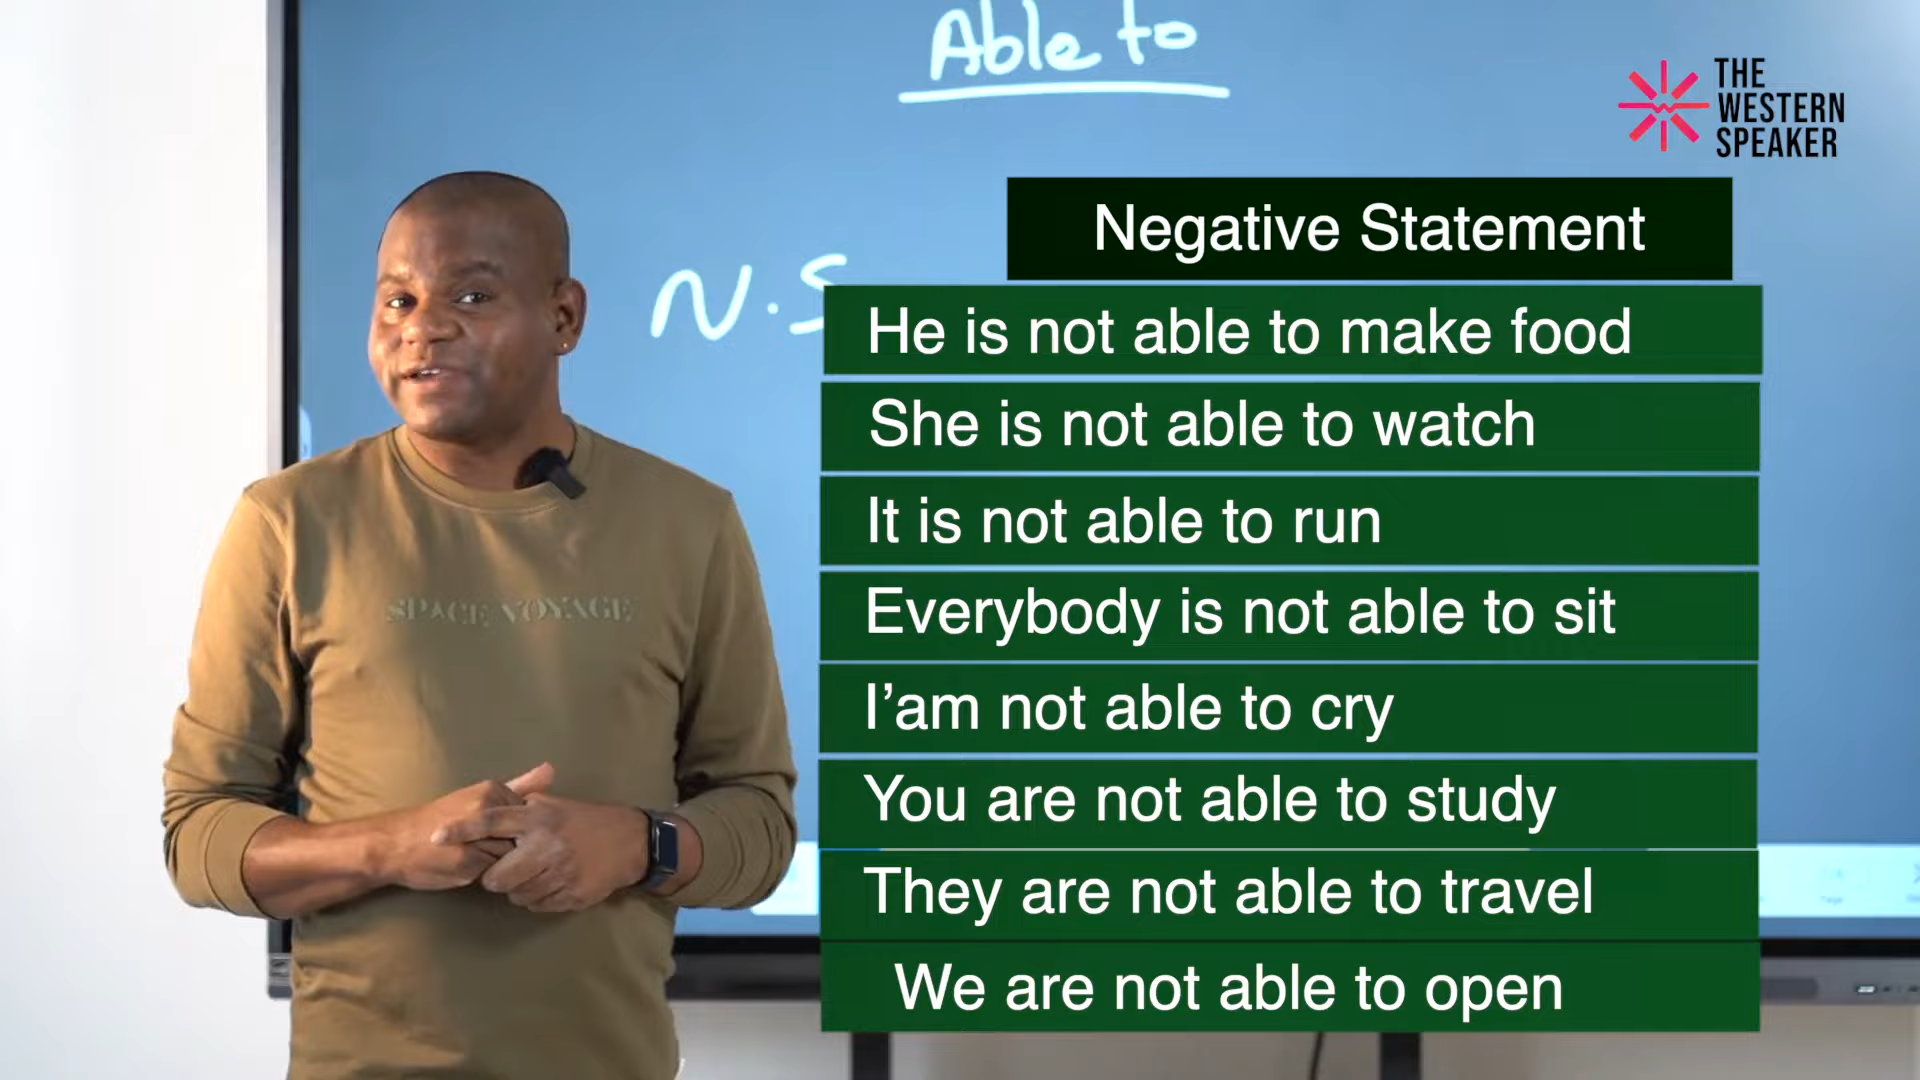 Able to
THE
WESTERN
SPEAKER
Negative Statement
N.S
He is not able to make food
She is not able to watch
It is not able to run
Everybody is not able to sit
I’am not able to cry
You are not able to study
They are not able to travel
We are not able to open
SPACE VOYAGE